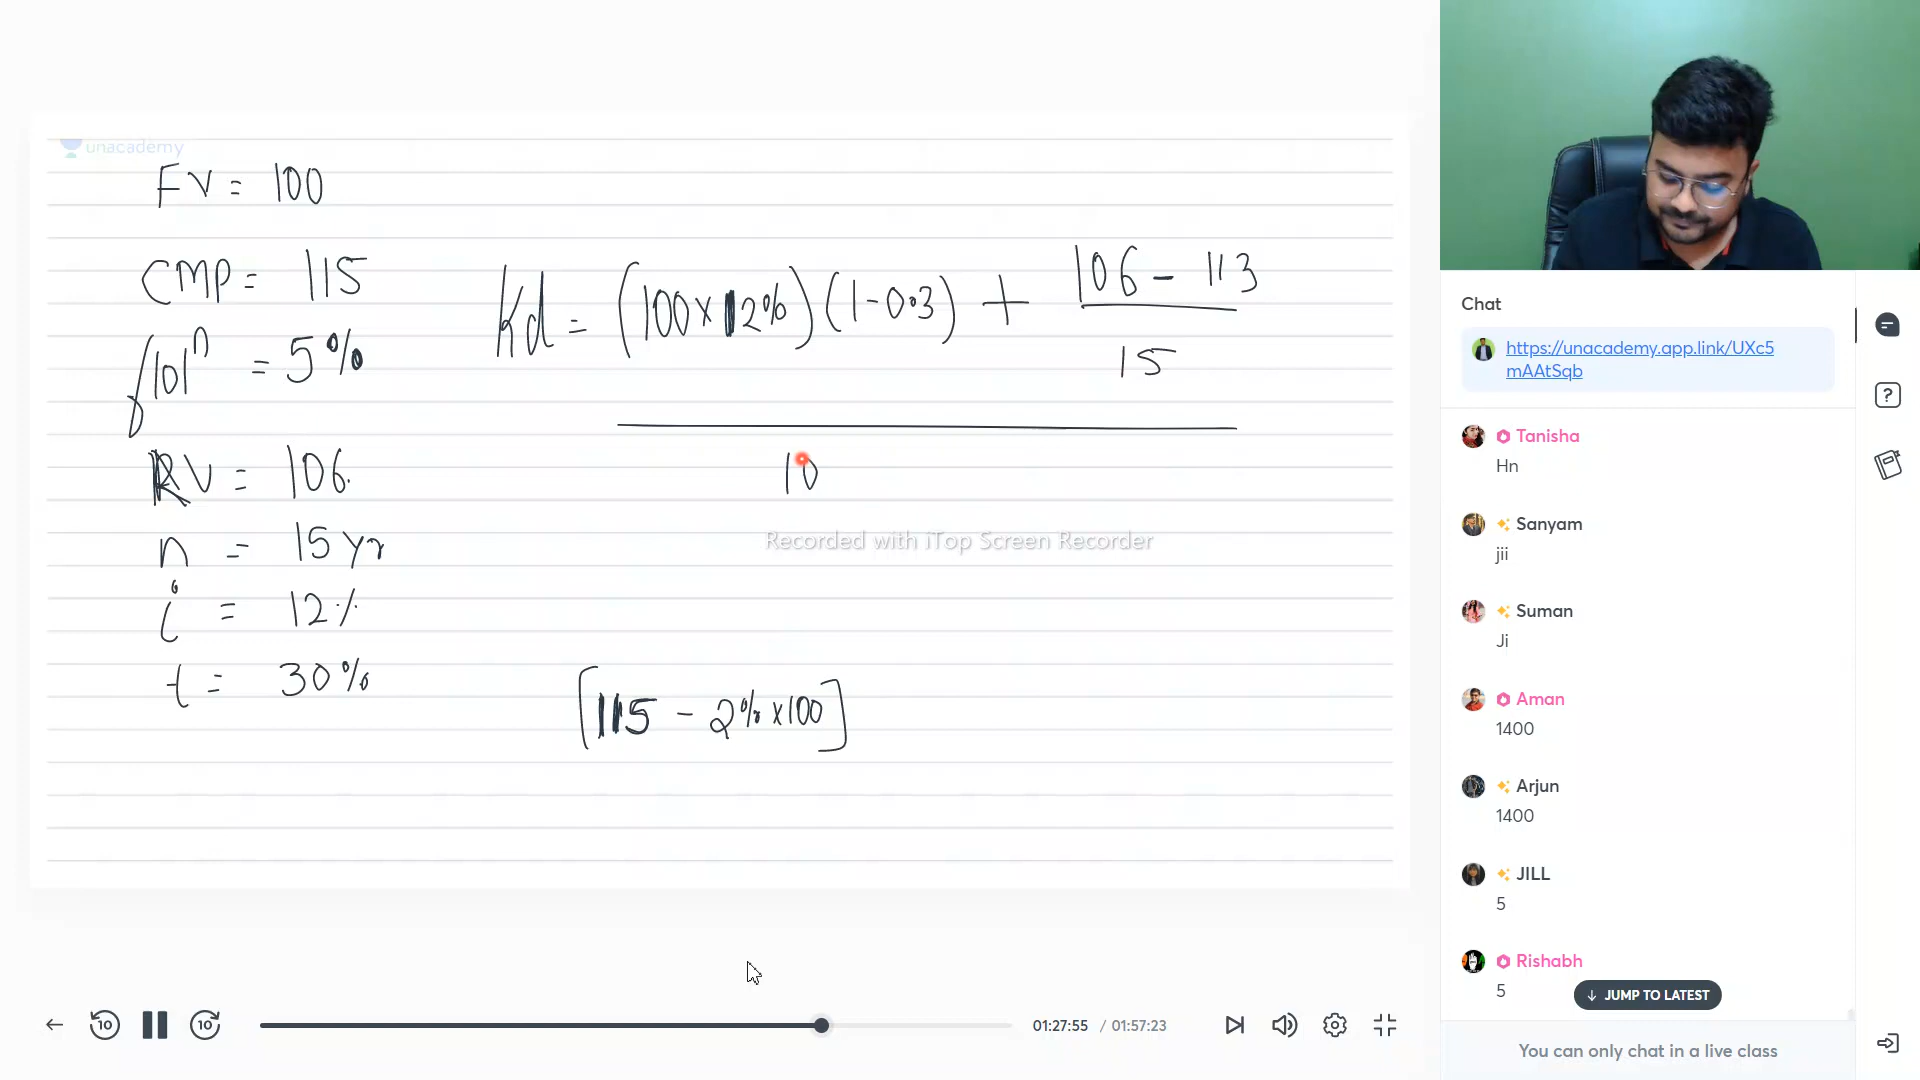 unacademy
FV = 100
CMP = 115
flotn = 5%
RV = 106.
n = 15 yr
i = 12%
t = 30%
Kd = (100×12%)(1-0.3) + 106 - 113
15
10
[115 - 2%×100]
Recorded with iTop Screen Recorder
10
10
01:27:55 / 01:57:23
Chat
https://unacademy.app.link/UXc5
mAAtSqb
Tanisha
Hn
Sanyam
jii
Suman
Ji
Aman
1400
Arjun
1400
JILL
5
Rishabh
5
JUMP TO LATEST
You can only chat in a live class